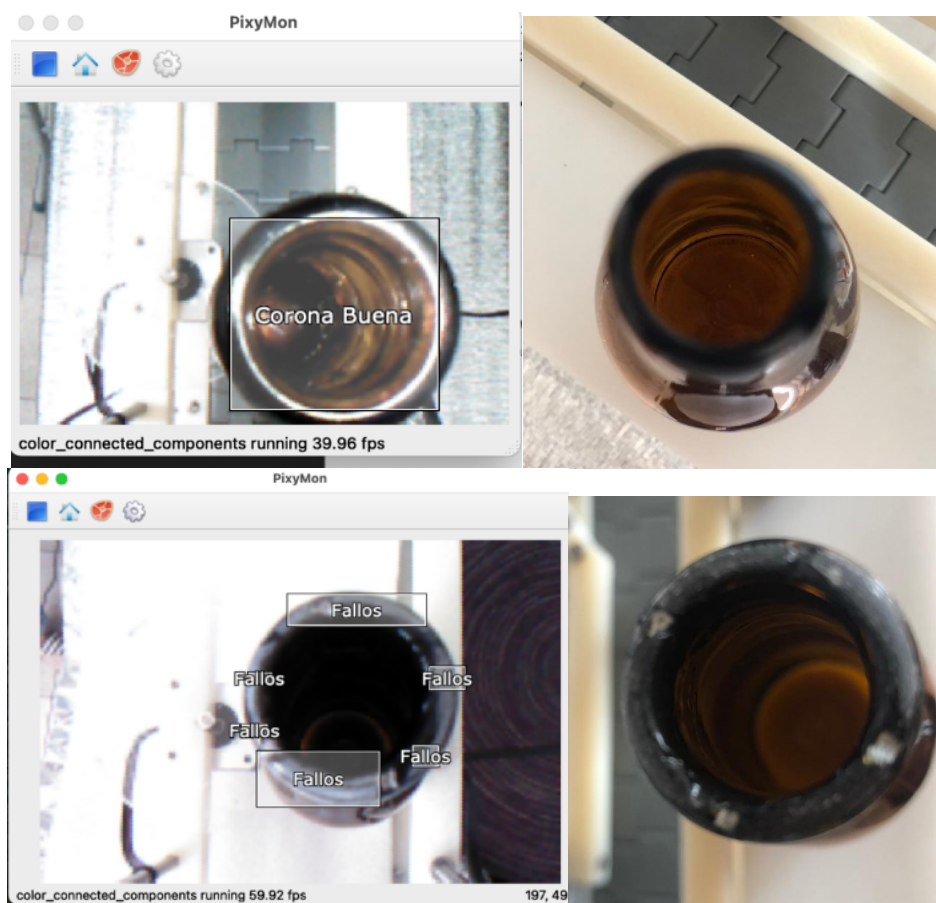 PixyMon
Corona Buena
color_connected_components running 39.96 fps
PixyMon
Fallos
Fallos
Fallos
Fallos
Fallos
Fallos
color_connected_components running 59.92 fps
197, 49